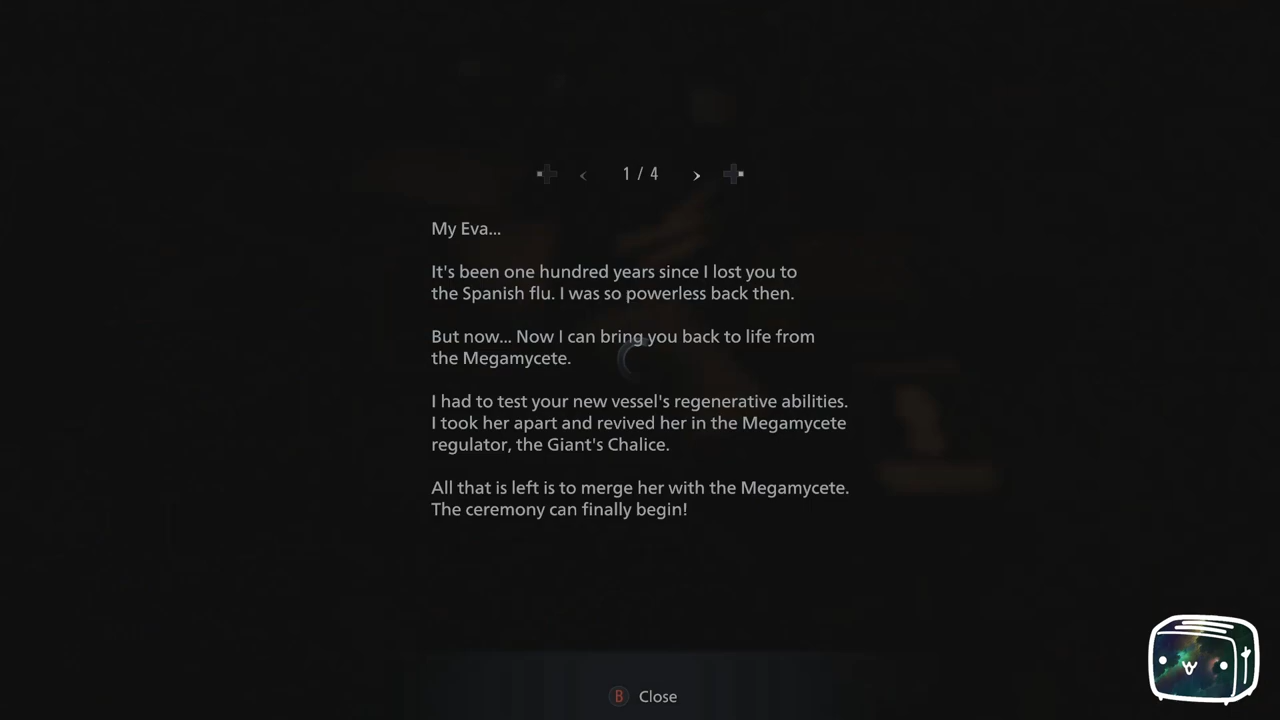 1 / 4
My Eva...
It's been one hundred years since I lost you to
the Spanish flu. I was so powerless back then.
But now... Now I can bring you back to life from
the Megamycete.
I had to test your new vessel's regenerative abilities.
I took her apart and revived her in the Megamycete
regulator, the Giant's Chalice.
All that is left is to merge her with the Megamycete.
The ceremony can finally begin!
B Close